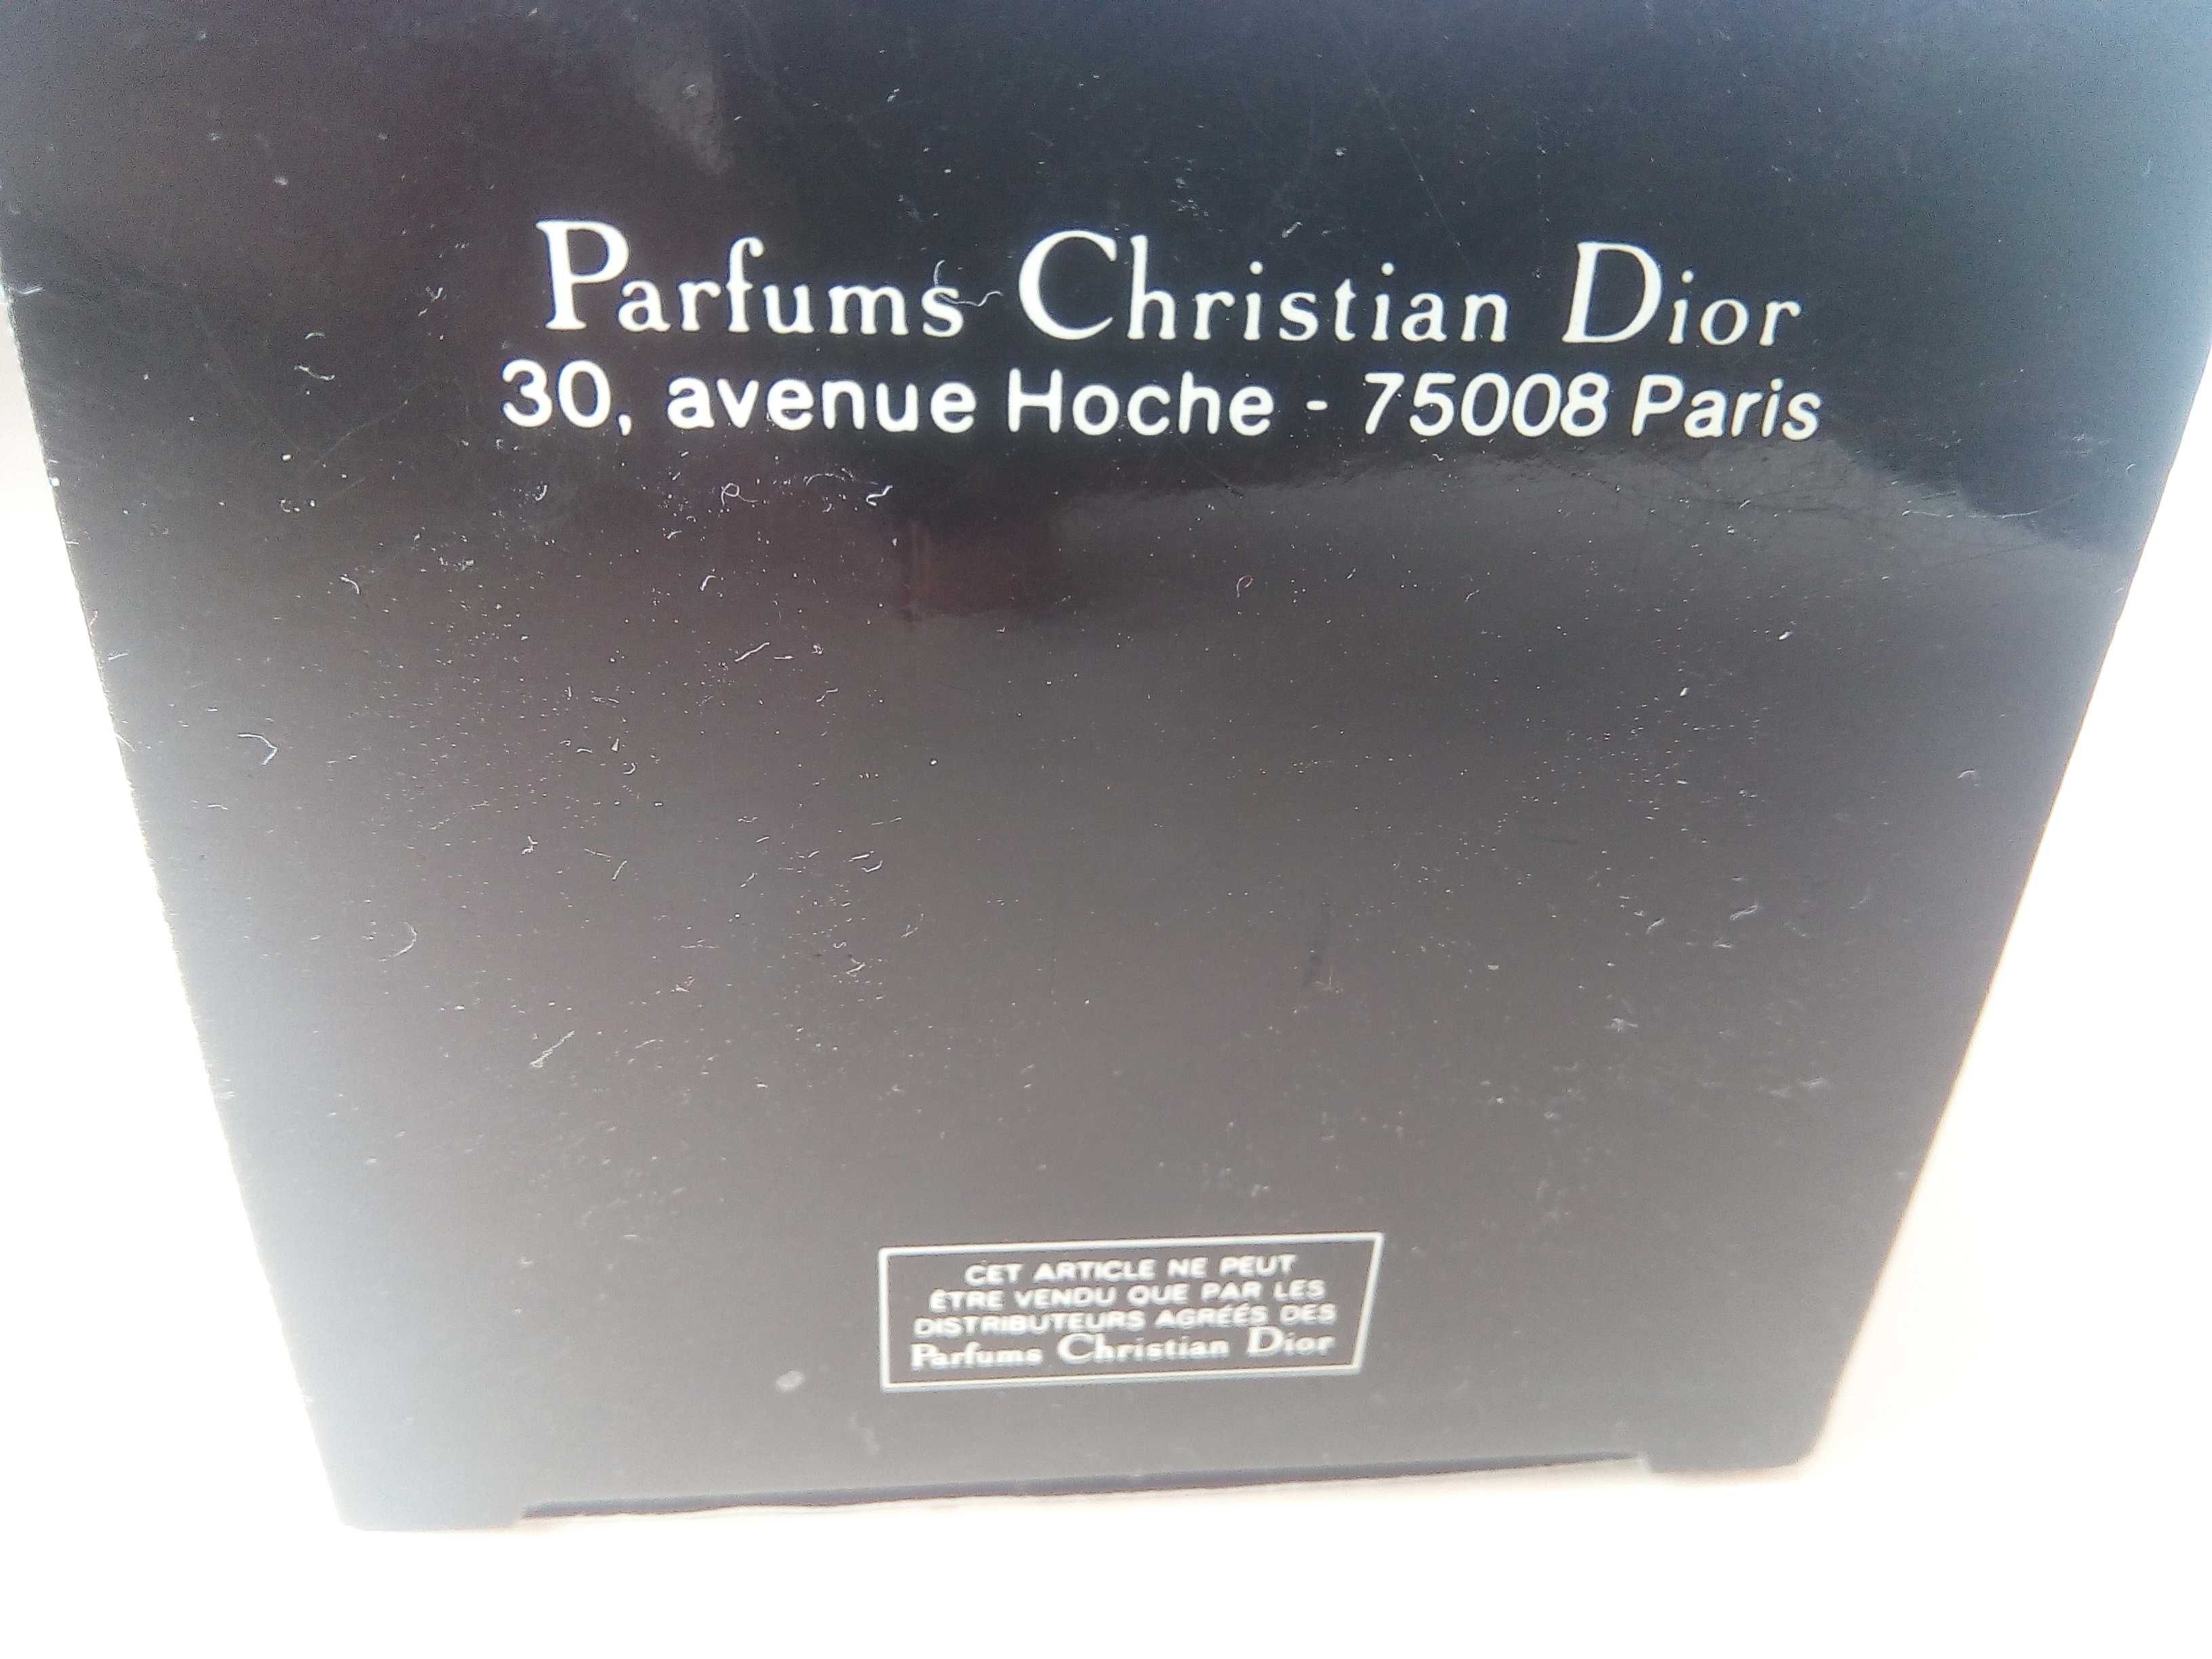 Parfums Christian Dior
30, avenue Hoche - 75008 Paris
CET ARTICLE NE PEUT
ÊTRE VENDU QUE PAR LES
DISTRIBUTEURS AGRÉÉS DES
Parfums Christian Dior